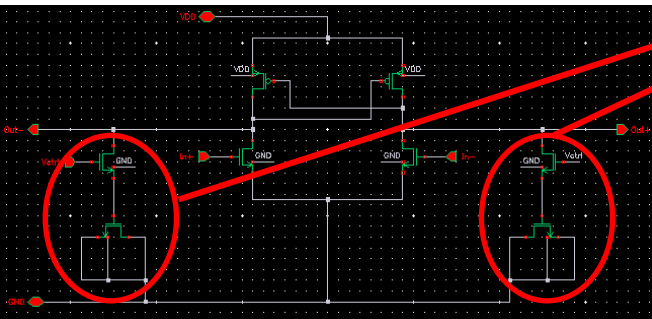 VDD
VDD VDD
Out- Out+
Vctrl GND In+ GND GND In- GND Vctrl
GND